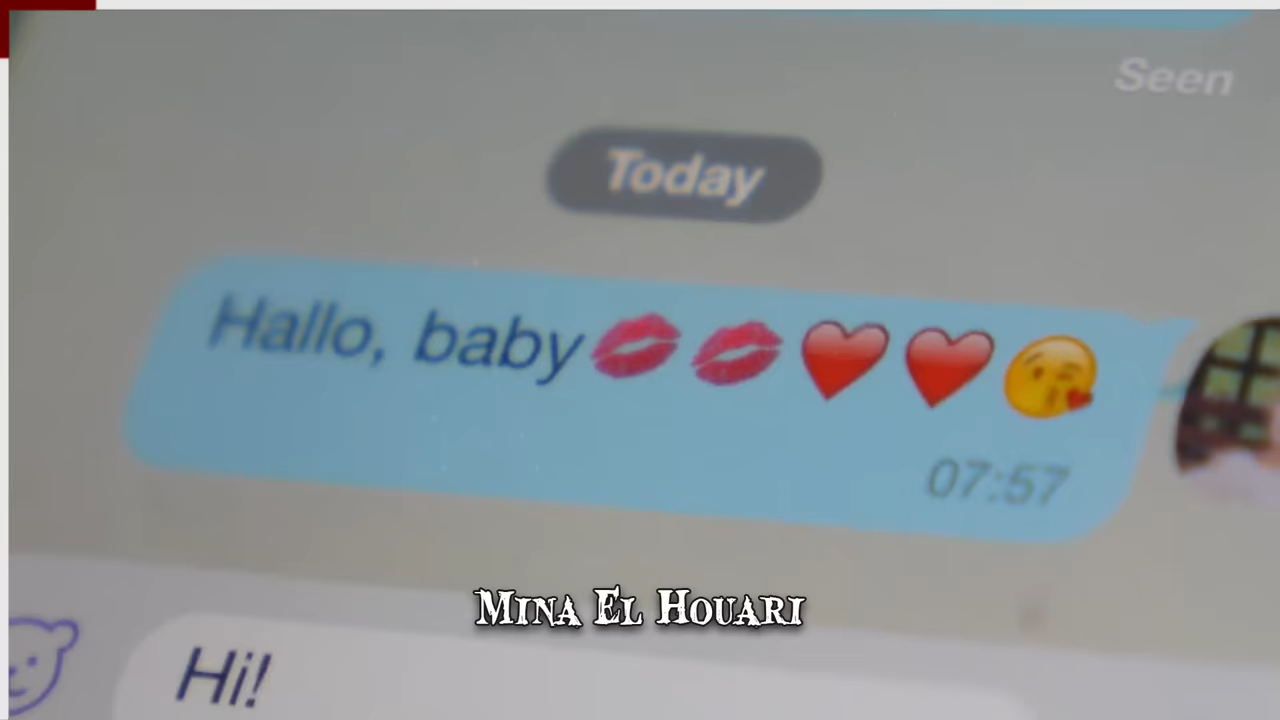 Seen
Today
Hallo, baby💋💋❤️❤️😘
07:57
Mina El Houari
Hi!